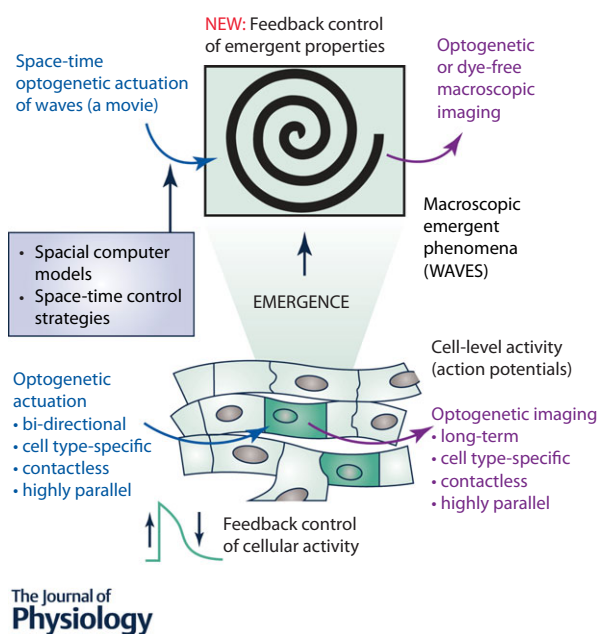 NEW: Feedback control
of emergent properties
Space-time
optogenetic actuation
of waves (a movie)
Optogenetic
or dye-free
macroscopic
imaging
• Spacial computer
models
• Space-time control
strategies
Macroscopic
emergent
phenomena
(WAVES)
EMERGENCE
Cell-level activity
(action potentials)
Optogenetic
actuation
• bi-directional
• cell type-specific
• contactless
• highly parallel
Optogenetic imaging
• long-term
• cell type-specific
• contactless
• highly parallel
Feedback control
of cellular activity
The Journal of
Physiology